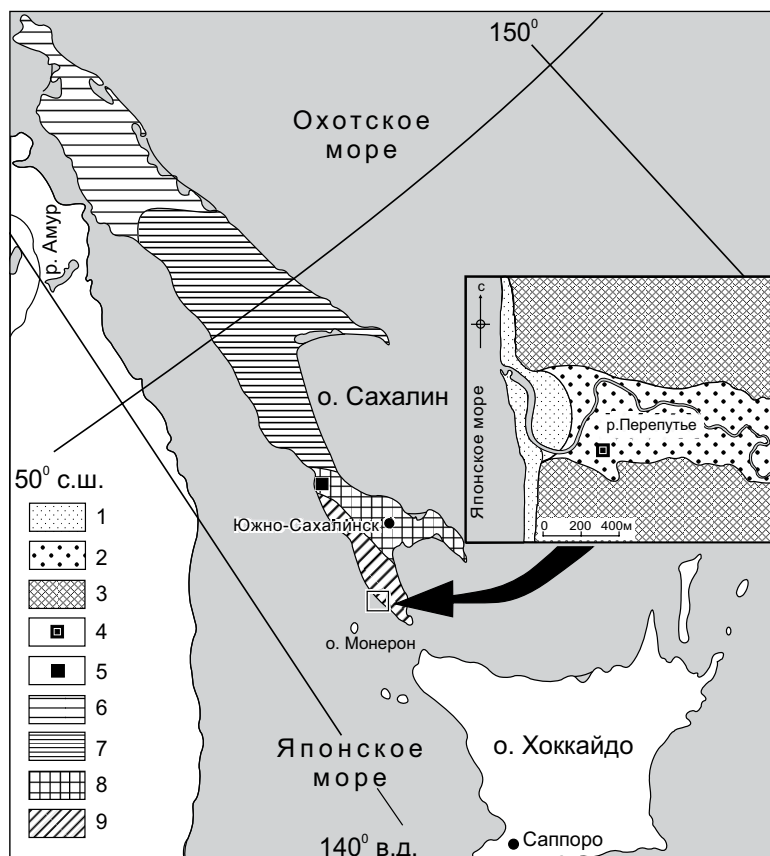 150⁰
Охотское
море
р. Амур
с
о. Сахалин
р.Перепутье
Японское море
0 200 400м
50⁰ с.ш.
1
2
3
4
5
6
7
8
9
Южно-Сахалинск
о. Монерон
о. Хоккайдо
Японское
море
140⁰ в.д.
Саппоро